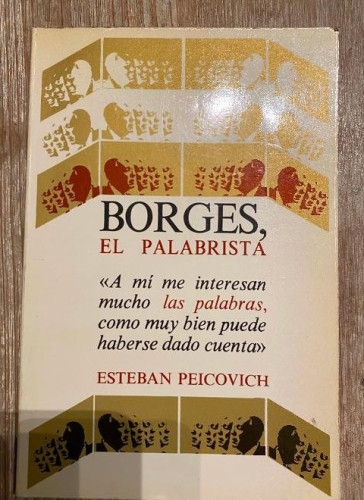 BORGES,
EL PALABRISTA
«A mí me interesan
mucho las palabras,
como muy bien puede
haberse dado cuenta»
ESTEBAN PEICOVICH